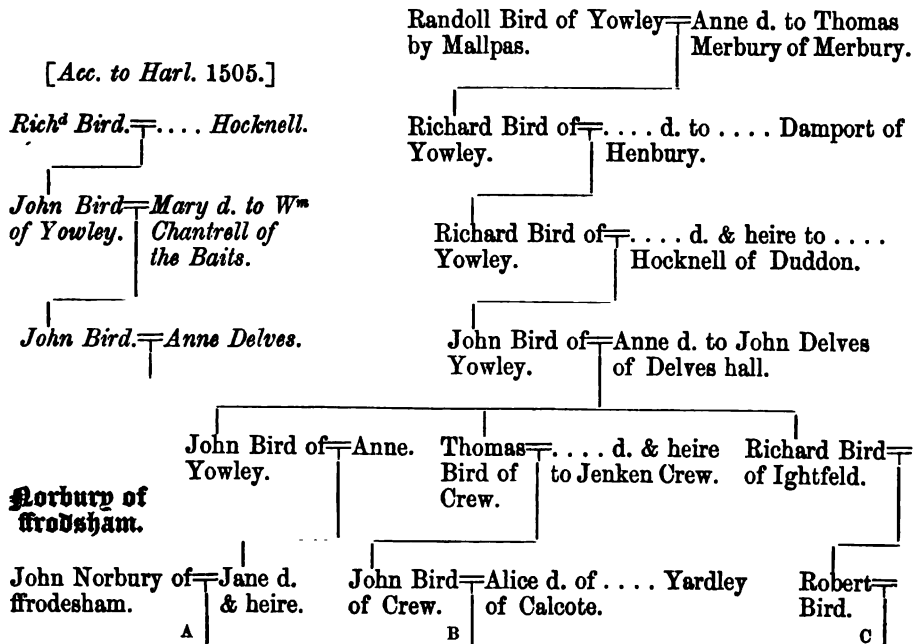 Randoll Bird of Yowley Anne d. to Thomas
by Mallpas. Merbury of Merbury.
[Acc. to Harl. 1505.]
Richd Bird. .... Hocknell.
Richard Bird of .... d. to .... Damport of
Yowley. Henbury.
John Bird Mary d. to Wm
of Yowley. Chantrell of
the Baits.
Richard Bird of .... d. & heire to ....
Yowley. Hocknell of Duddon.
John Bird. Anne Delves.
John Bird of Anne d. to John Delves
Yowley. of Delves hall.
John Bird of Anne.
Yowley.
Thomas .... d. & heire
Bird of to Jenken Crew.
Crew.
Richard Bird
of Ightfeld.
Norbury of
ffrodsham.
John Norbury of Jane d.
ffrodesham. & heire.
A
John Bird Alice d. of .... Yardley
of Crew. of Calcote.
B
Robert
Bird.
C